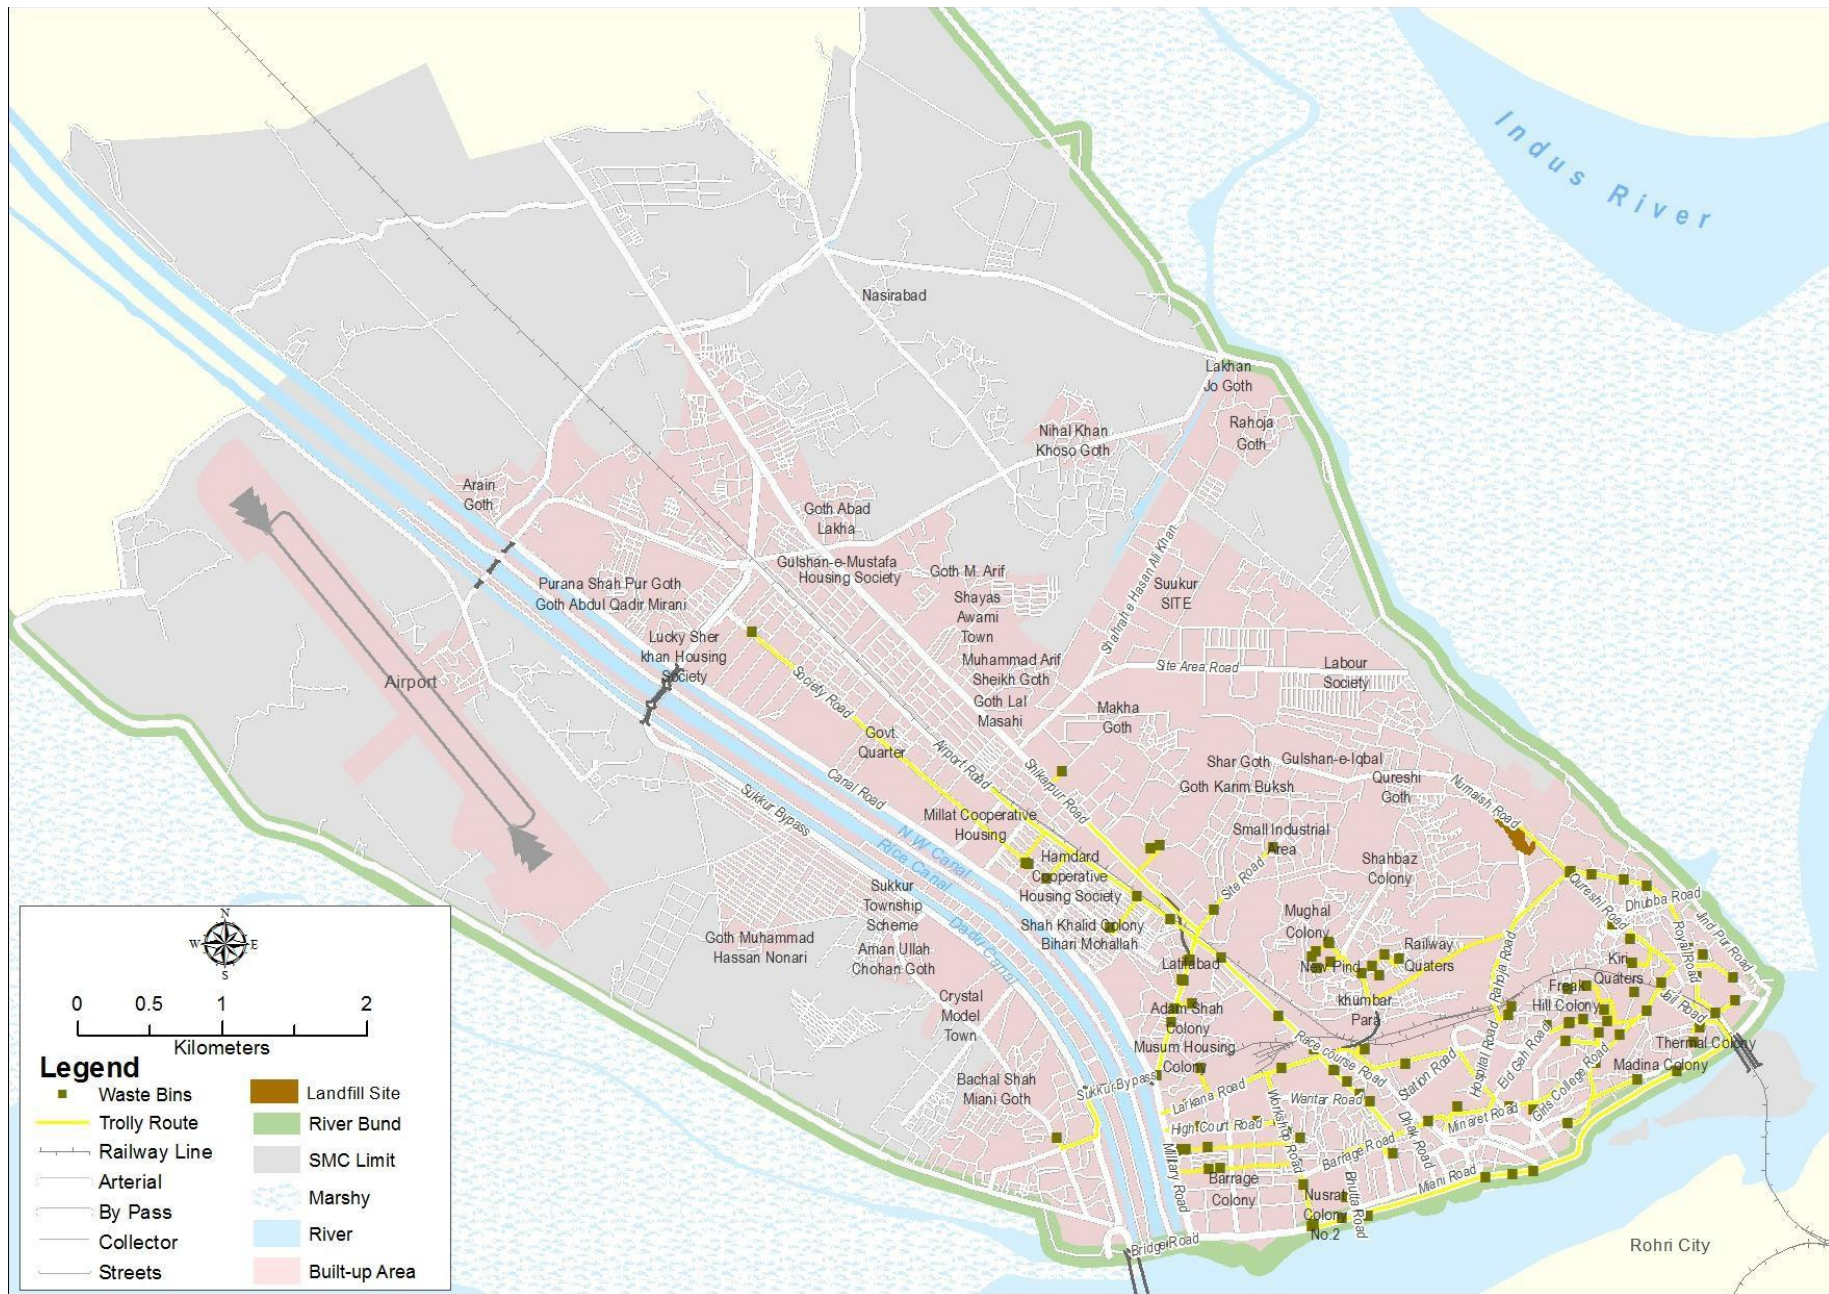 Indus River
Nasirabad
Lakhan
Jo Goth
Rahoja
Goth
Nihal Khan
Khoso Goth
Arain
Goth
Goth Abad
Lakha
Shahrah e Hasan Ali Khan
Gulshan-e-Mustafa
Housing Society
Goth M. Arif
Purana Shah Pur Goth
Goth Abdul Qadir Mirani
Shayas
Awami
Town
Suukur
SITE
Lucky Sher
khan Housing
Society
Muhammad Arif
Sheikh Goth
Site Area Road
Labour
Society
Airport
Society Road
Goth Lal
Masahi
Makha
Goth
Govt.
Quarter
Airport Road
Shikarpur Road
Shar Goth
Gulshan-e-Iqbal
Goth Karim Buksh
Qureshi
Goth
Numaish Road
Canal Road
Sukkur Bypass
Millat Cooperative
Housing
N.W Canal
Rice Canal
Dadu Canal
Small Industrial
Area
Hamdard
Cooperative
Housing Society
Shahbaz
Colony
Site Road
Qureshi Road
Dhubba Road
Jind Pur Road
Royal Road
Sukkur
Township
Scheme
Shah Khalid Colony
Bihari Mohallah
Mughal
Colony
Goth Muhammad
Hassan Nonari
Aman Ullah
Chohan Goth
Latifabad
New Pind
Railway
Quaters
Rahoja Road
Kiri
Quaters
Freak
Hill Colony
Jail Road
Crystal
Model
Town
Adam Shah
Colony
khumbar
Para
Musum Housing
Colony
Race course Road
Station Road
Hospital Road
Eid Gah Road
Girls College Road
Thermal Colony
Madina Colony
Bachal Shah
Miani Goth
Sukkur Bypass
Larkana Road
Waritar Road
Workshop Road
High Court Road
Minaret Road
Barrage Road
Dhak Road
Military Road
Barrage
Colony
Nusrat
Colony
No.2
Bhutta Road
Miani Road
Bridge Road
Rohri City
N
W E
S
0 0.5 1 2
Kilometers
Legend
Waste Bins
Trolly Route
Railway Line
Arterial
By Pass
Collector
Streets
Landfill Site
River Bund
SMC Limit
Marshy
River
Built-up Area